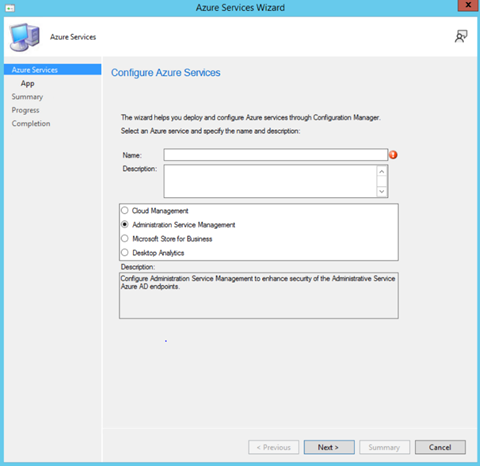 Azure Services Wizard
x
Azure Services
Azure Services
App
Summary
Progress
Completion
Configure Azure Services
The wizard helps you deploy and configure Azure services through Configuration Manager.
Select an Azure service and specify the name and description:
Name:
Description:
Cloud Management
Administration Service Management
Microsoft Store for Business
Desktop Analytics
Description:
Configure Administration Service Management to enhance security of the Administrative Service
Azure AD endpoints.
< Previous
Next >
Summary
Cancel